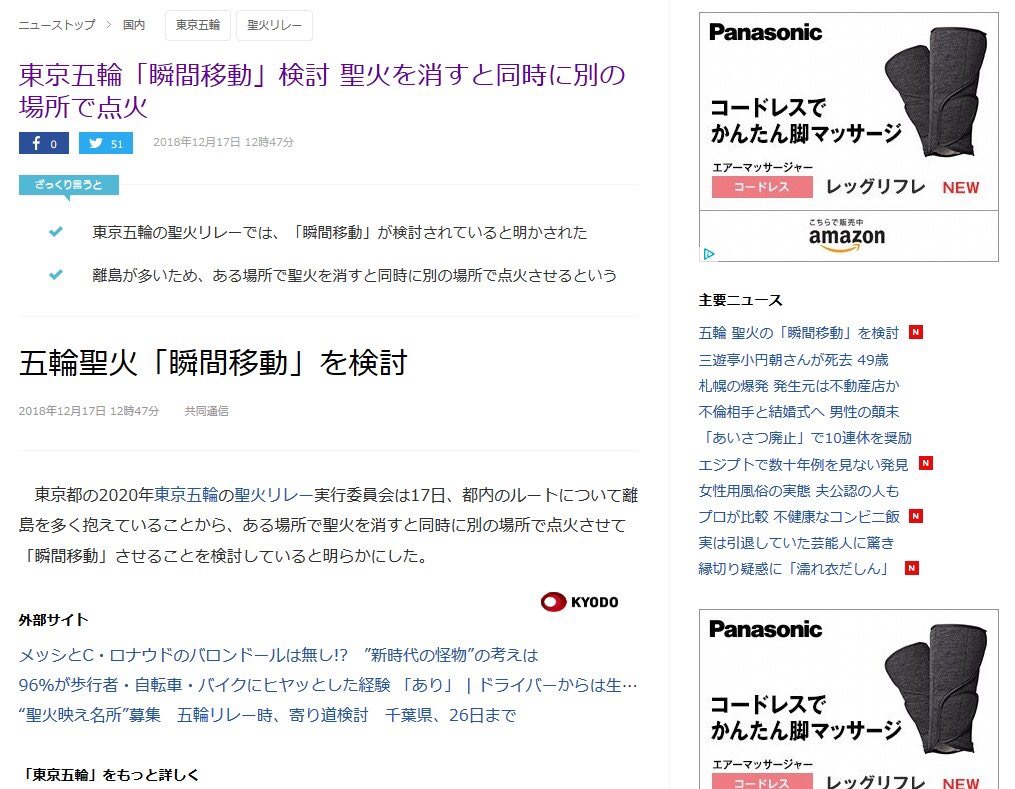 ニューストップ > 国内 東京五輪 聖火リレー
東京五輪「瞬間移動」検討 聖火を消すと同時に別の
場所で点火
f 0 51 2018年12月17日 12時47分
ざっくり言うと
東京五輪の聖火リレーでは、「瞬間移動」が検討されていると明かされた
離島が多いため、ある場所で聖火を消すと同時に別の場所で点火させるという
五輪聖火「瞬間移動」を検討
2018年12月17日 12時47分 共同通信
東京都の2020年東京五輪の聖火リレー実行委員会は17日、都内のルートについて離
島を多く抱えていることから、ある場所で聖火を消すと同時に別の場所で点火させて
「瞬間移動」させることを検討していると明らかにした。
KYODO
外部サイト
メッシとC・ロナウドのバロンドールは無し!? ”新時代の怪物”の考えは
96%が歩行者・自転車・バイクにヒヤッとした経験 「あり」 | ドライバーからは生…
“聖火映え名所”募集 五輪リレー時、寄り道検討 千葉県、26日まで
「東京五輪」をもっと詳しく
Panasonic
コードレスで
かんたん脚マッサージ
エアーマッサージャー
コードレス レッグリフレ NEW
こちらで販売中
amazon
主要ニュース
五輪 聖火の「瞬間移動」を検討 N
三遊亭小円朝さんが死去 49歳
札幌の爆発 発生元は不動産店か
不倫相手と結婚式へ 男性の顛末
「あいさつ廃止」で10連休を奨励
エジプトで数十年例を見ない発見 N
女性用風俗の実態 夫公認の人も
プロが比較 不健康なコンビニ飯 N
実は引退していた芸能人に驚き
縁切り疑惑に「濡れ衣だしん」 N
Panasonic
コードレスで
かんたん脚マッサージ
エアーマッサージャー
コードレス レッグリフレ NEW